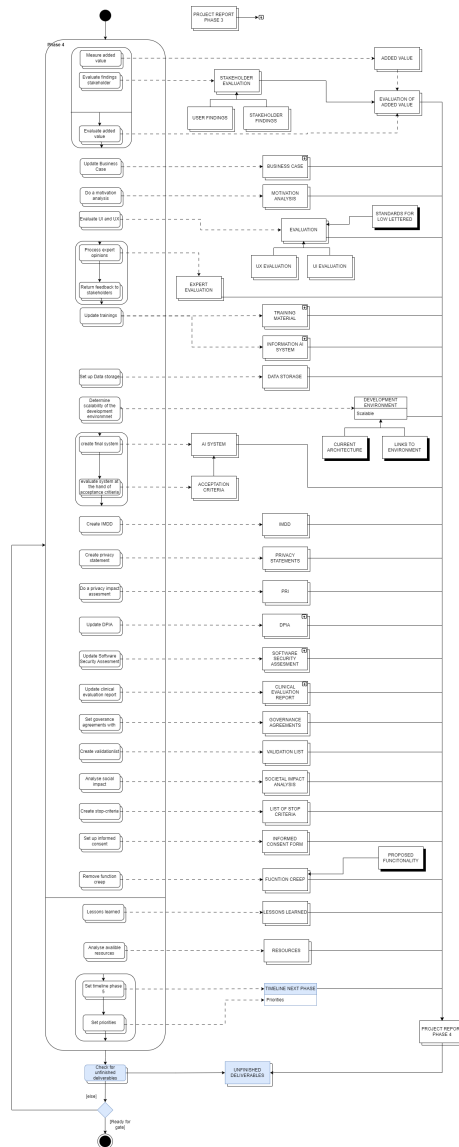 PROJECT REPORT
PHASE 3
Phase 4
Mesure added
value
ADDED VALUE
Evaluate findings
stakeholder
STAKEHOLDER
EVALUATION
EVALUATION OF
ADDED VALUE
USER FINDINGS
STAKEHOLDER
FINDINGS
Evaluate added
value
Update Business
Case
BUSINESS CASE
Do a motivation
analysis
MOTIVATION
ANALYSIS
Evaluate UI and UX
EVALUATION
STANDARDS FOR
LOW LETTERED
UX EVALUATION
UI EVALUATION
Process expert
opinions
Return feedback to
stakeholders
EXPERT
EVALUATION
Update trainings
TRAINING
MATERIAL
INFORMATION AI
SYSTEM
Set up Data storage
DATA STORAGE
Determine
scalability of the
development
environmnet
DEVELOPMENT
ENVIRONMENT
Scalable
CURRENT
ARCHITECTURE
LINKS TO
ENVIRONMENT
create final system
AI SYSTEM
evaluate system at
the hand of
acceptance criteria
ACCEPTATION
CRITERIA
Create IMDD
IMDD
Create privacy
statement
PRIVACY
STATEMENTS
Do a privacy impact
assesment
PRI
Update DPIA
DPIA
Update Software
Security Assesment
SOFTWARE
SECURITY
ASSESMENT
Update clinical
evaluation report
CLINICAL
EVALUATION
REPORT
Set goverance
agreements with
GOVERNANCE
AGREEMENTS
Create validationlist
VALIDATION LIST
Analyse social
impact
SOCIETAL IMPACT
ANALYSIS
Create stop-criteria
LIST OF STOP
CRITERIA
Set up informed
consent
INFORMED
CONSENT FORM
PROPOSED
FUNCITONALITY
Remove function
creep
FUCNTION CREEP
Lessons learned
LESSONS LEARNED
Analyse avaible
resources
RESOURCES
Set timeline phase
5
TIMELINE NEXT PHASE
Priorities
Set priorities
PROJECT REPORT
PHASE 4
Check for
unfinished
deliverables
UNFINISHED
DELIVERABLES
[else]
[Ready for
gate]